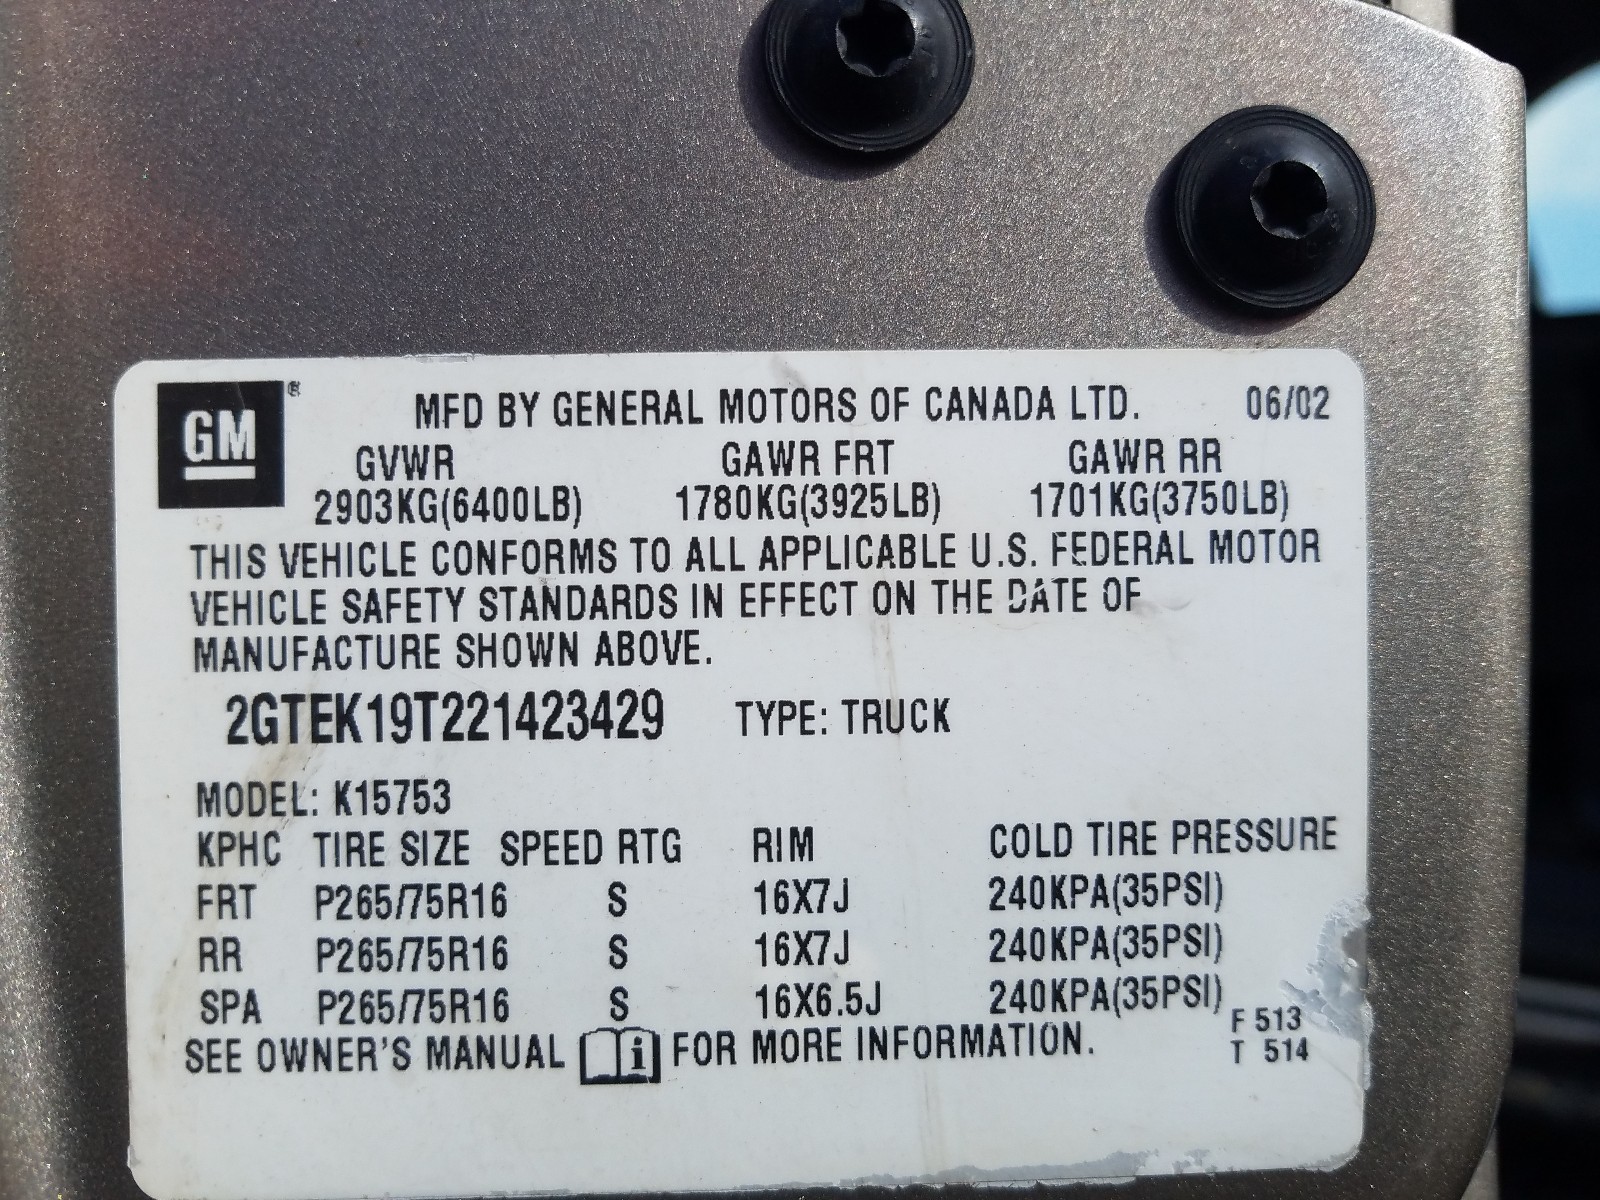 GM®
MFD BY GENERAL MOTORS OF CANADA LTD. 06/02
GVWR GAWR FRT GAWR RR
2903KG(6400LB) 1780KG(3925LB) 1701KG(3750LB)
THIS VEHICLE CONFORMS TO ALL APPLICABLE U.S. FEDERAL MOTOR
VEHICLE SAFETY STANDARDS IN EFFECT ON THE DATE OF
MANUFACTURE SHOWN ABOVE.
2GTEK19T221423429 TYPE: TRUCK
MODEL: K15753
KPHC TIRE SIZE SPEED RTG RIM COLD TIRE PRESSURE
FRT P265/75R16 S 16X7J 240KPA(35PSI)
RR P265/75R16 S 16X7J 240KPA(35PSI)
SPA P265/75R16 S 16X6.5J 240KPA(35PSI)
SEE OWNER'S MANUAL i FOR MORE INFORMATION.
F 513
T 514